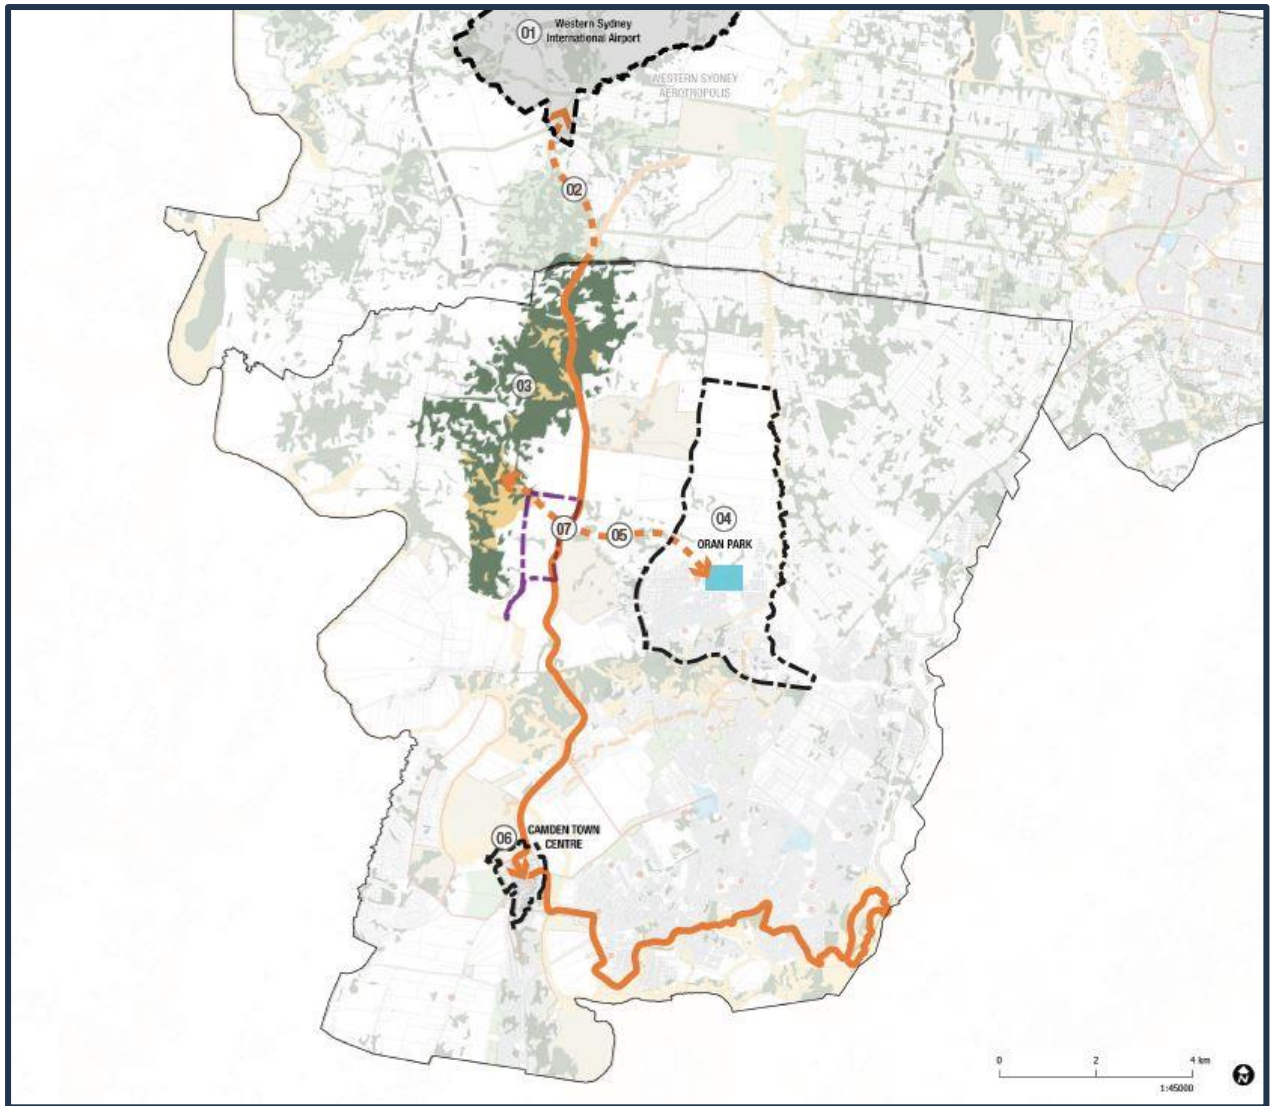 01
Western Sydney
International Airport
WESTERN SYDNEY
AEROTROPOLIS
02
03
04
ORAN PARK
07
05
06
CAMDEN TOWN
CENTRE
0 2 4 km
1:45000
N